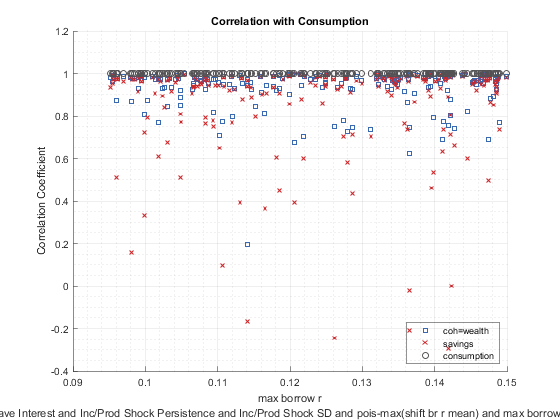 Correlation with Consumption
1.2
1
0.8
0.6
0.4
0.2
0
-0.2
-0.4
Correlation Coefficient
0.09 0.1 0.11 0.12 0.13 0.14 0.15
max borrow r
coh=wealth
savings
consumption
ave Interest and Inc/Prod Shock Persistence and Inc/Prod Shock SD and pois-max(shift br r mean) and max borrow